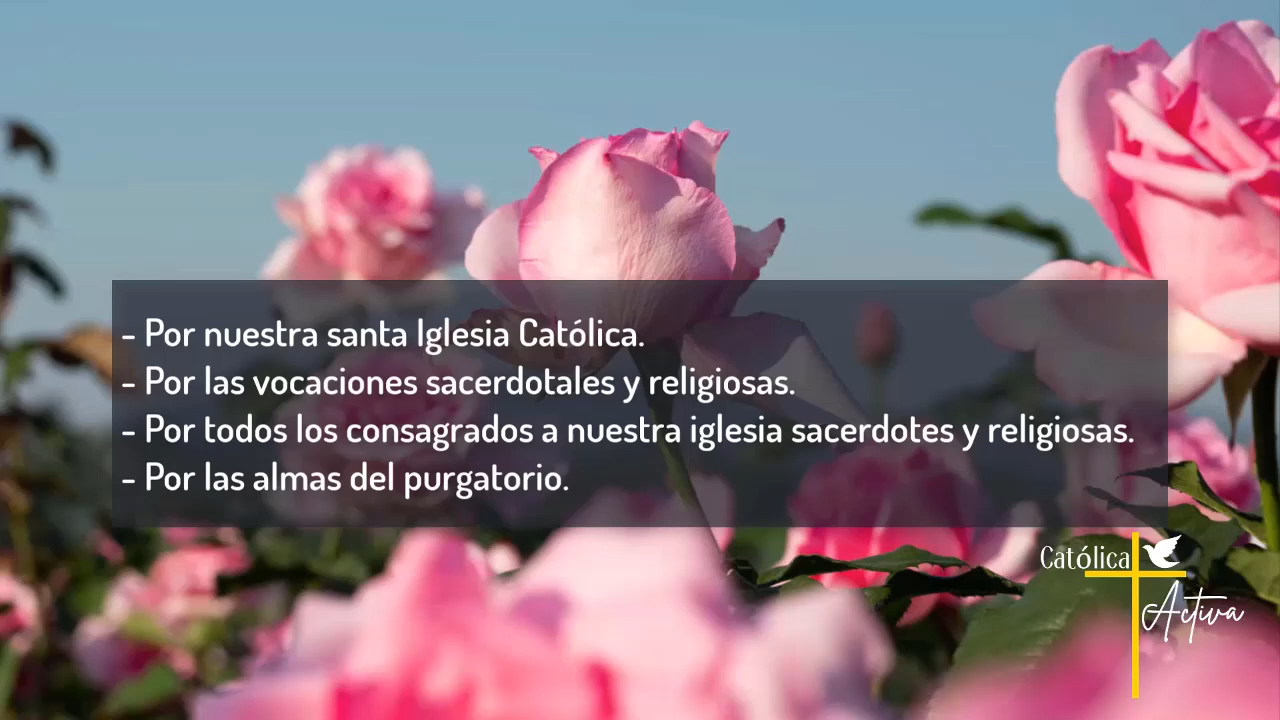 - Por nuestra santa Iglesia Católica.
- Por las vocaciones sacerdotales y religiosas.
- Por todos los consagrados a nuestra iglesia sacerdotes y religiosas.
- Por las almas del purgatorio.
Católica
Activa